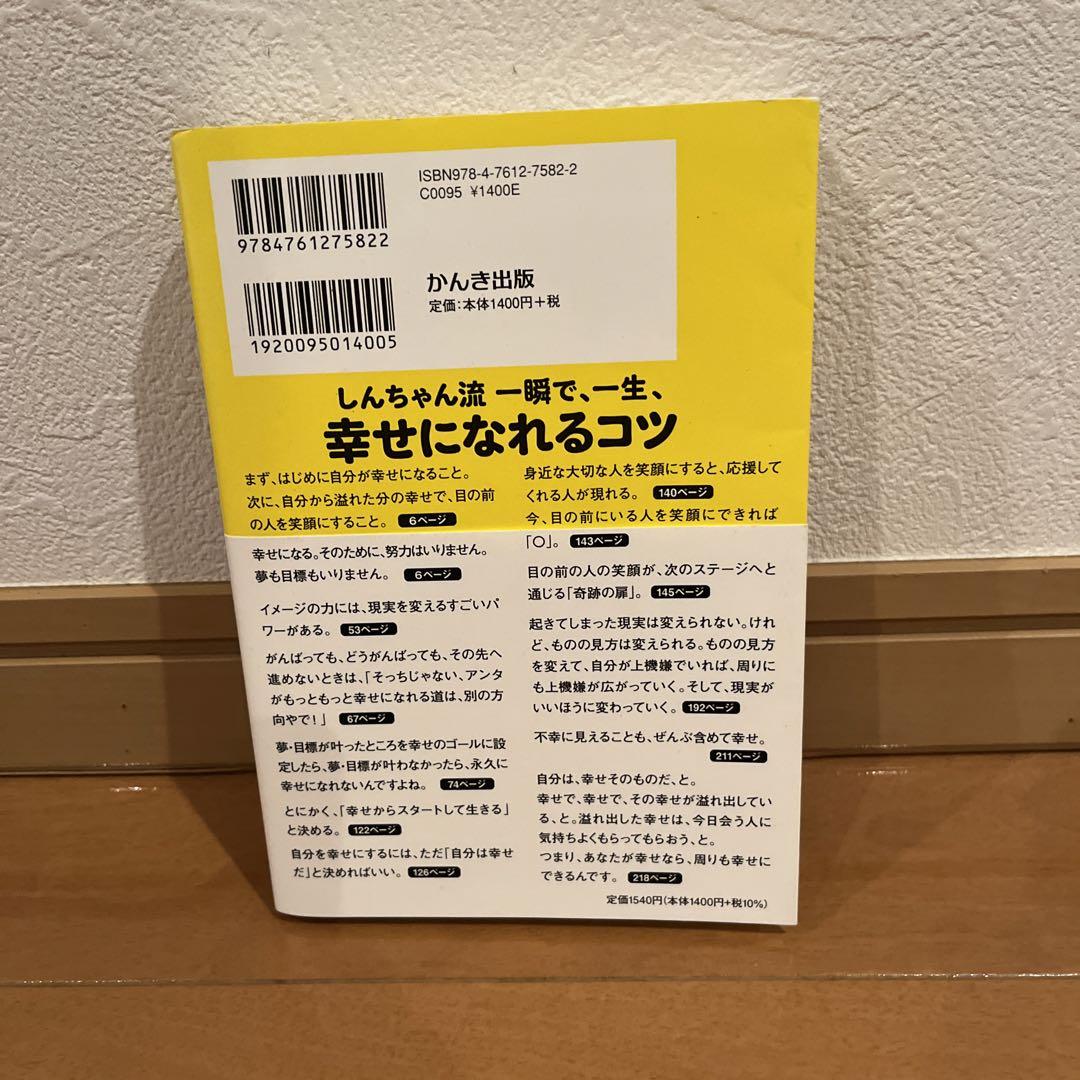 ISBN978-4-7612-7582-2
C0095 ¥1400E
9784761275822
かんき出版
定価:本体1400円+税
1920095014005
しんちゃん流 一瞬で、一生、
幸せになれるコツ
まず、はじめに自分が幸せになること。
次に、自分から溢れた分の幸せで、目の前
の人を笑顔にすること。 6ページ
幸せになる。そのために、努力はいりません。
夢も目標もいりません。 6ページ
イメージの力には、現実を変えるすごいパ
ワーがある。 53ページ
がんばっても、どうがんばっても、その先へ
進めないときは、「そっちじゃない、アンタ
がもっともっと幸せになれる道は、別の方
向やで!」 67ページ
夢・目標が叶ったところを幸せのゴールに設
定したら、夢・目標が叶わなかったら、永久に
幸せになれないんですよね。 74ページ
とにかく、「幸せからスタートして生きる」
と決める。 122ページ
自分を幸せにするには、ただ「自分は幸せ
だ」と決めればいい。 126ページ
身近な大切な人を笑顔にすると、応援して
くれる人が現れる。 140ページ
今、目の前にいる人を笑顔にできれば
「○」。 143ページ
目の前の人の笑顔が、次のステージへと
通じる「奇跡の扉」。 145ページ
起きてしまった現実は変えられない。けれ
ど、ものの見方は変えられる。ものの見方
を変えて、自分が上機嫌でいれば、周りに
も上機嫌が広がっていく。そして、現実が
いいほうに変わっていく。 192ページ
不幸に見えることも、ぜんぶ含めて幸せ。
211ページ
自分は、幸せそのものだ、と。
幸せで、幸せで、その幸せが溢れ出してい
る、と。溢れ出した幸せは、今日会う人に
気持ちよくもらってもらおう、と。
つまり、あなたが幸せなら、周りも幸せに
できるんです。 218ページ
定価1540円(本体1400円+税10%)